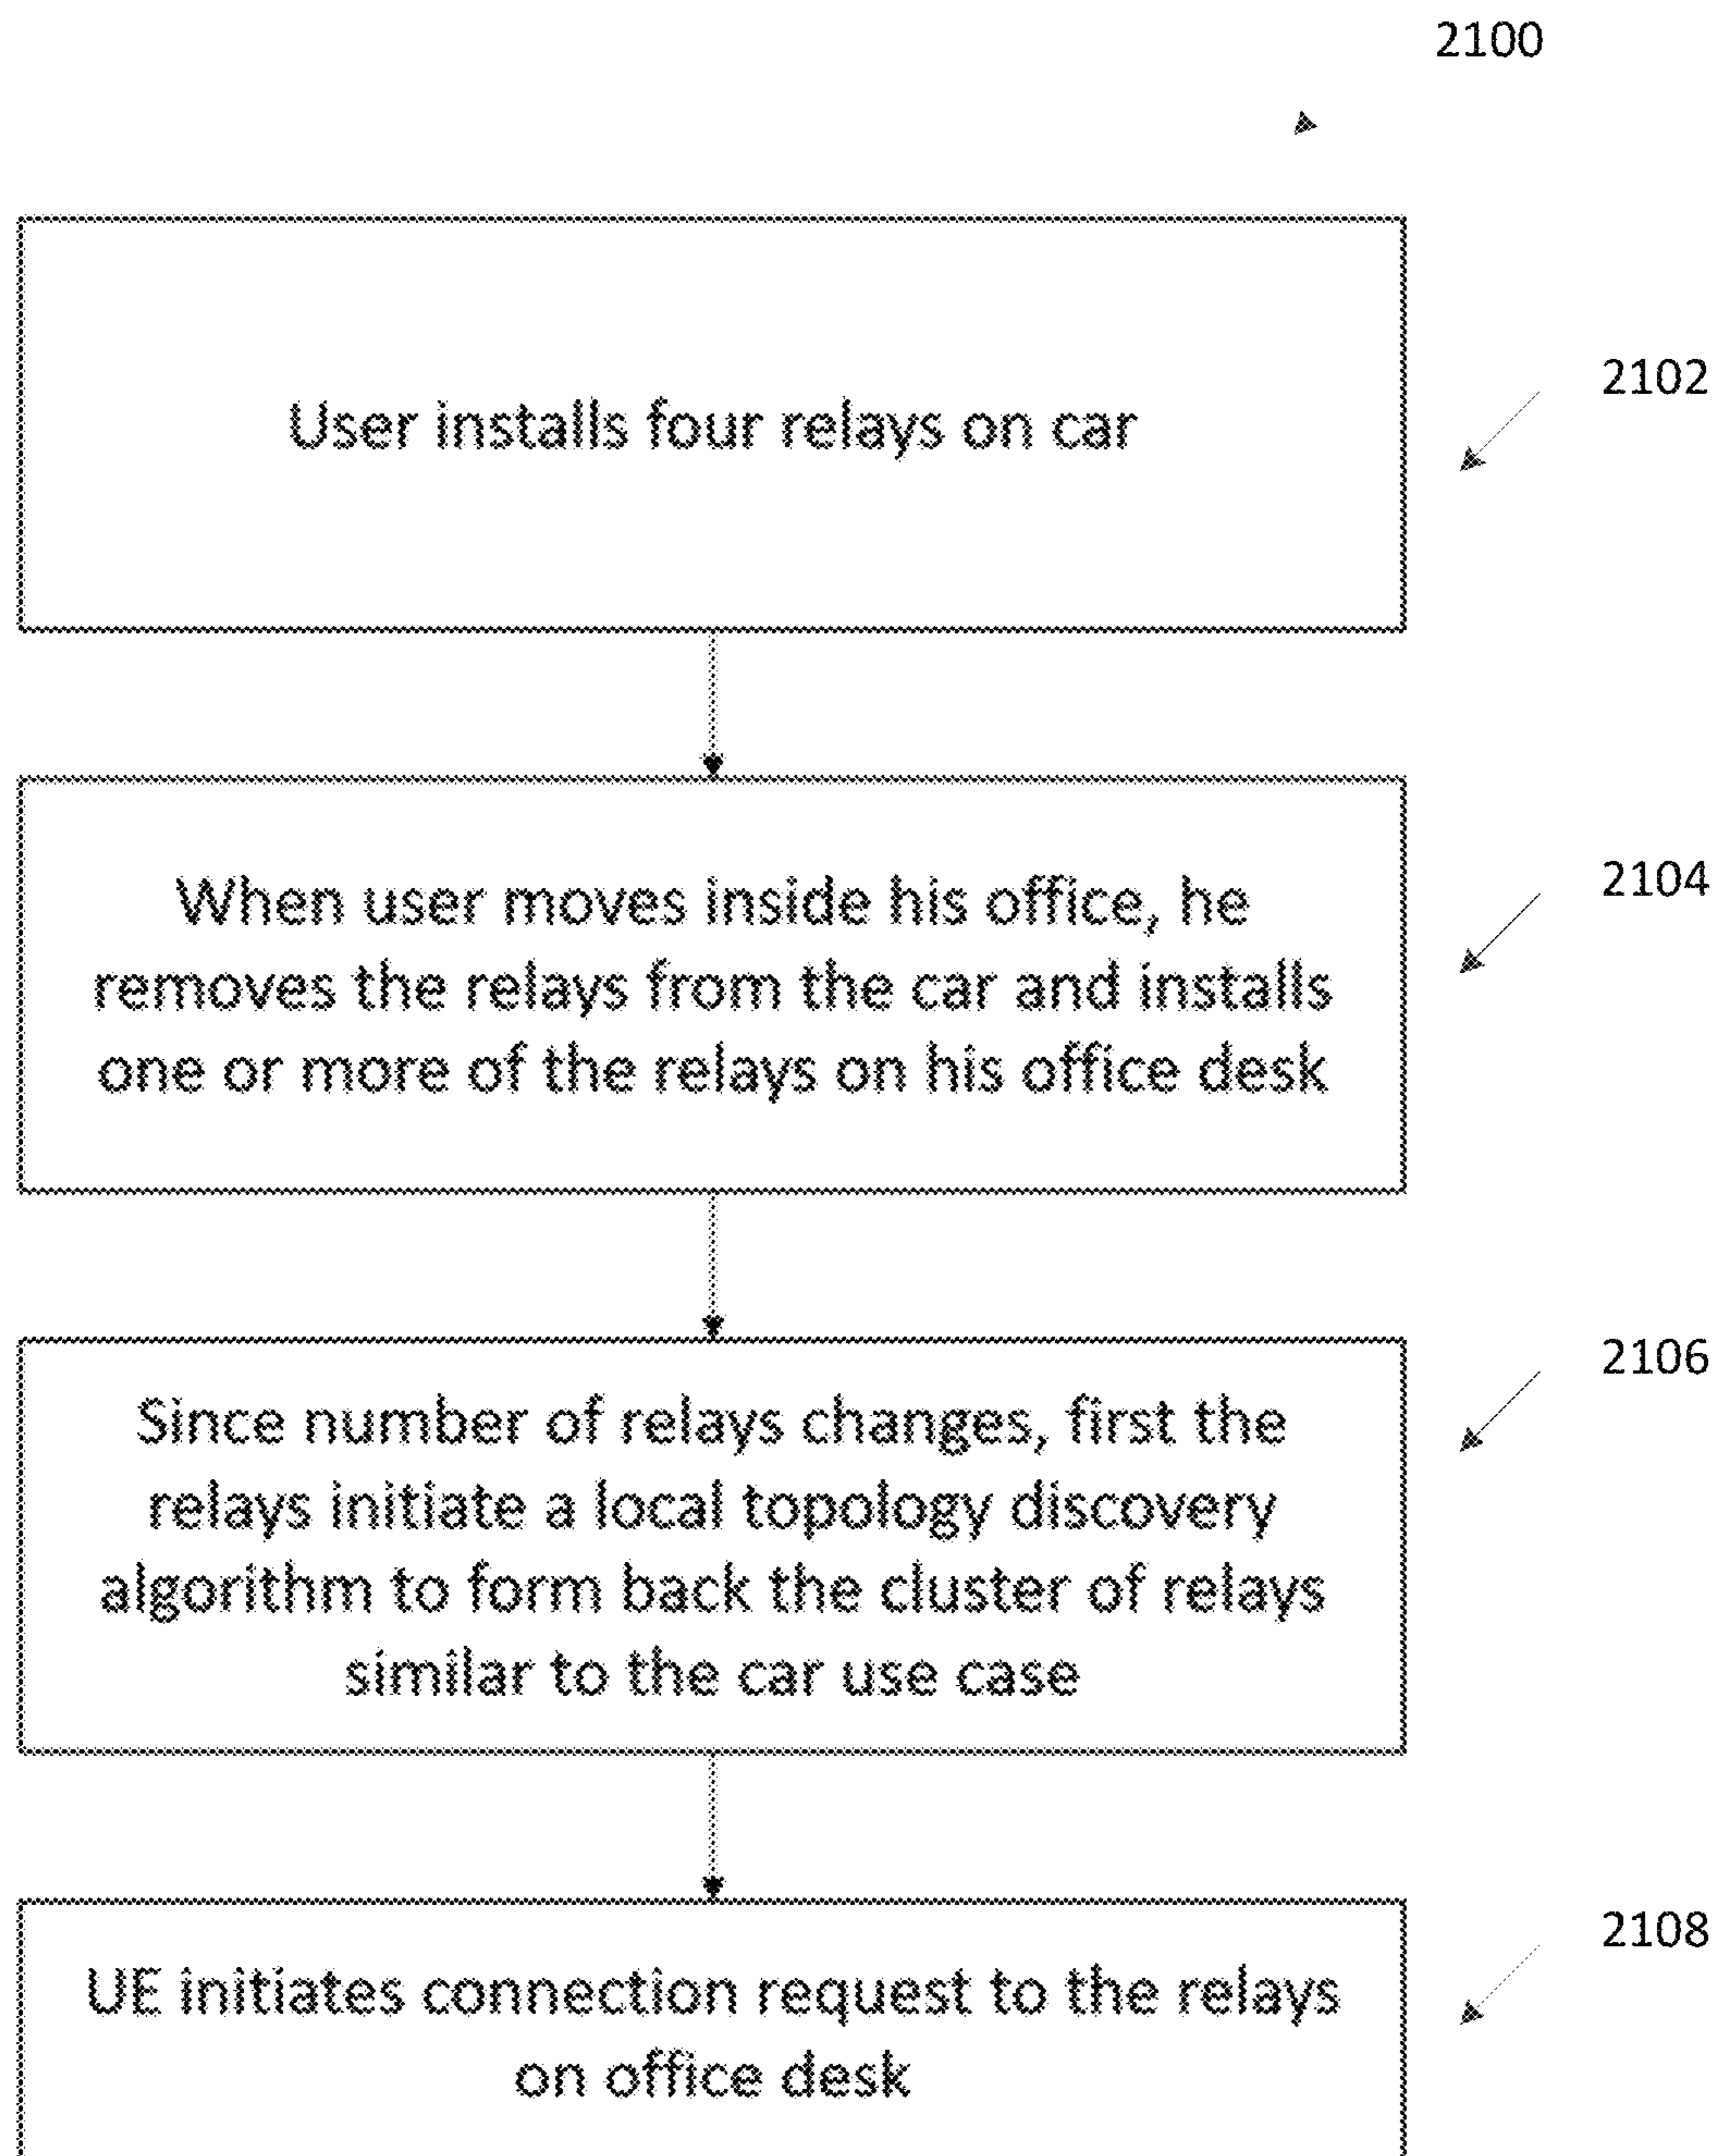 2100
User installs four relays on car
2102
When user moves inside his office, he
removes the relays from the car and installs
one or more of the relays on his office desk
2104
Since number of relays changes, first the
relays initiate a local topology discovery
algorithm to form back the cluster of relays
similar to the car use case
2106
UE initiates connection request to the relays
on office desk
2108